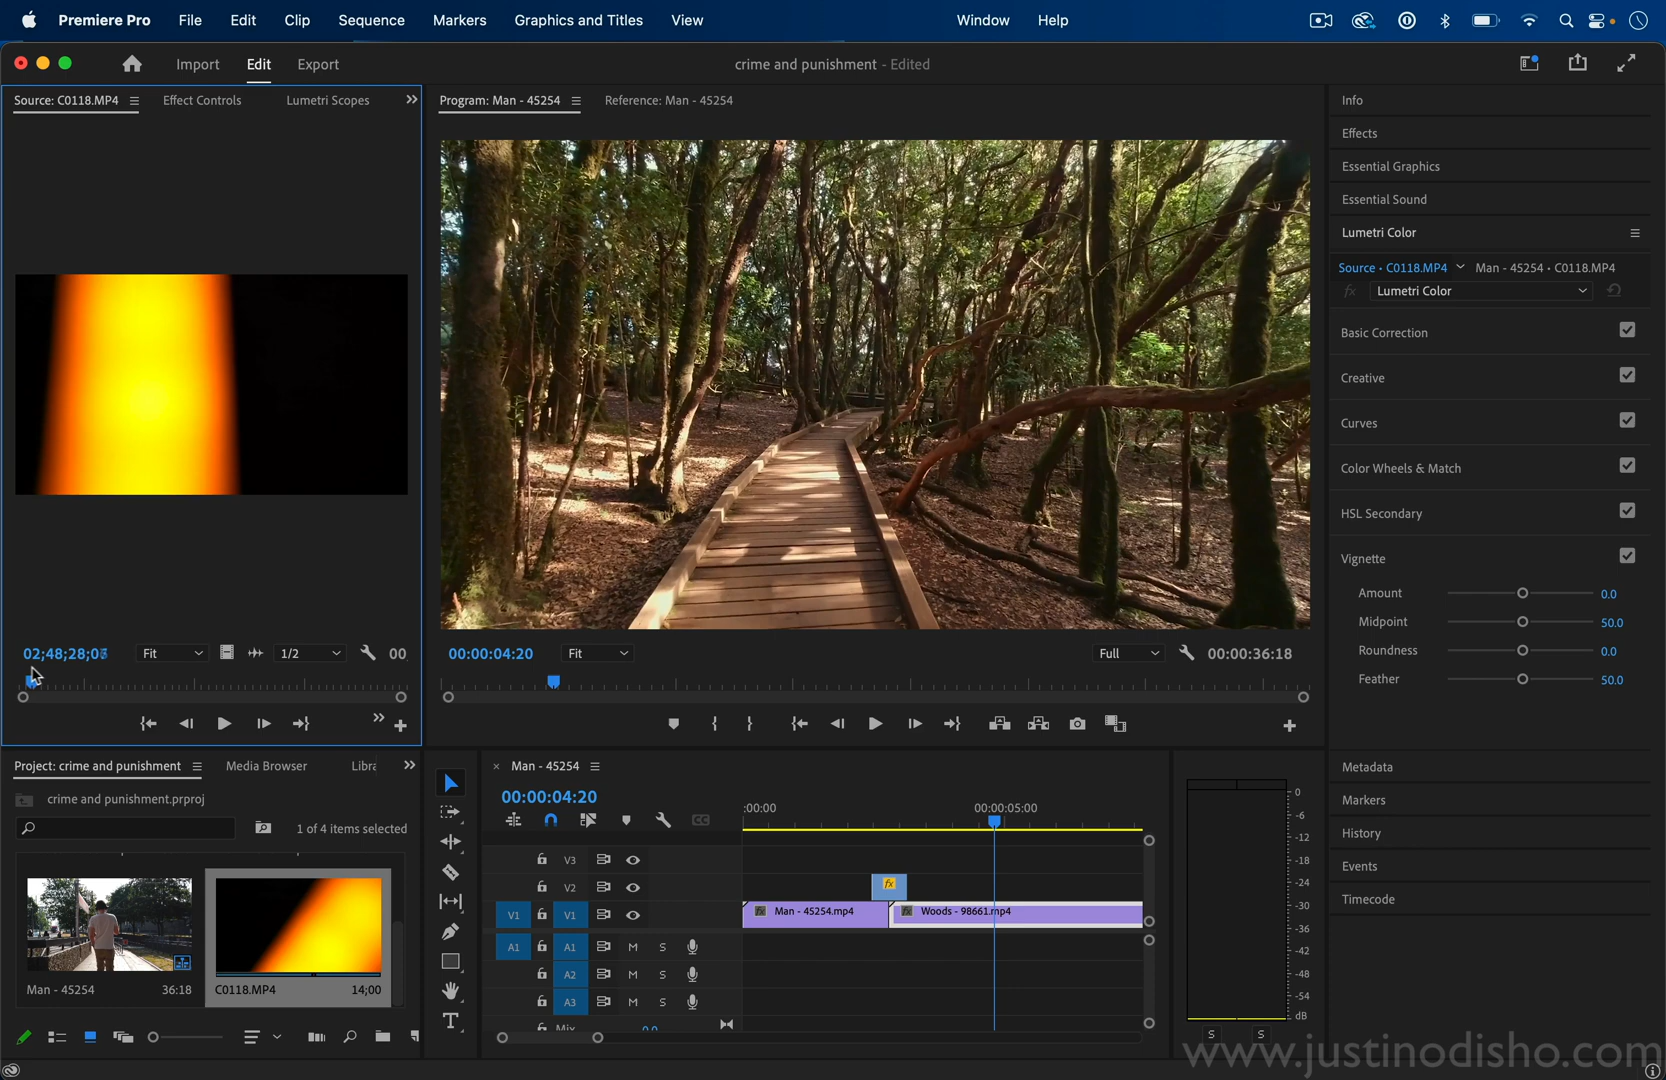 Premiere Pro File Edit Clip Sequence Markers Graphics and Titles View Window Help
Import Edit Export
crime and punishment - Edited
Source: C0118.MP4 Effect Controls Lumetri Scopes
Program: Man - 45254 Reference: Man - 45254
Info
Effects
Essential Graphics
Essential Sound
Lumetri Color
Source • C0118.MP4 Man - 45254 • C0118.MP4
fx Lumetri Color
Basic Correction
Creative
Curves
Color Wheels & Match
HSL Secondary
Vignette
Amount 0.0
Midpoint 50.0
Roundness 0.0
Feather 50.0
Metadata
Markers
History
Events
Timecode
Fit 1/2 00
00:00:04:20 Fit Full 00:00:36:18
Project: crime and punishment Media Browser
crime and punishment.prproj
1 of 4 items selected
Man - 45254 36:18
C0118.MP4 14;00
Man - 45254
00:00:04:20
:00:00 00:00:05:00
V3
V2 fx
V1 V1 fx Man - 45254.mp4 fx Woods - 98661.mp4
A1 A1 M S
A2 M S
A3 M S
0
-6
-12
-18
-24
-30
-36
-42
-48
-54
dB
S S
www.justinodisho.com